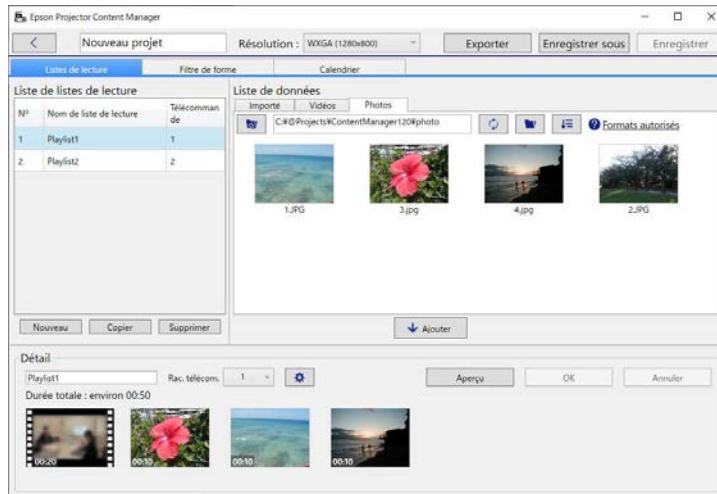 Epson Projector Content Manager
Nouveau projet
Résolution :
WXGA (1280x800)
Exporter
Enregistrer sous
Enregistrer
Listes de lecture
Filtre de forme
Calendrier
Liste de listes de lecture
Nº
Nom de liste de lecture
Télécomman
de
1
Playlist1
1
2
Playlist2
2
Nouveau
Copier
Supprimer
Liste de données
Importé
Vidéos
Photos
C:¥@Projects¥ContentManager120¥photo
Formats autorisés
1.JPG
3.jpg
4.jpg
2.JPG
Ajouter
Détail
Playlist1
Rac. télécom.
1
Aperçu
OK
Annuler
Durée totale : environ 00:50
00:20
00:10
00:10
00:10